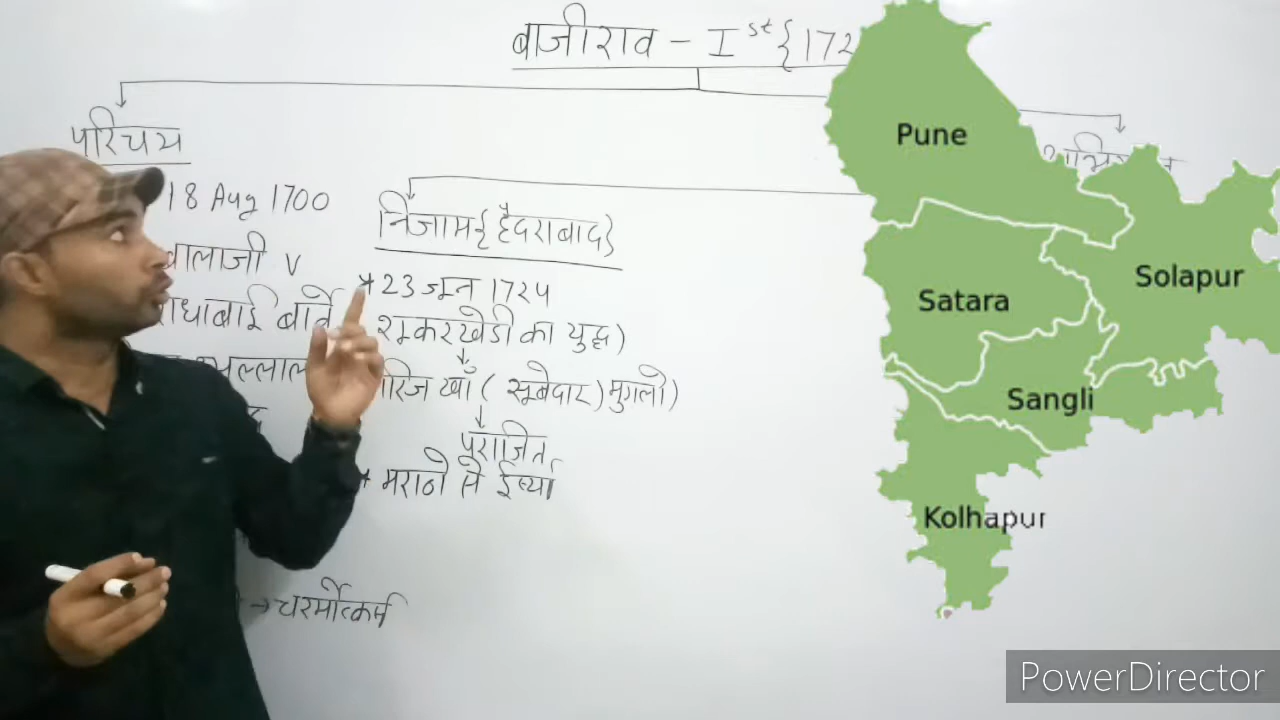 बाजीराव - I st {172
परिचय
18 Aug 1700
बालाजी v
राधाबाई बर्वे
निजाम { हैदराबाद }
* 23 जून 1724
शूकरखेडी का युद्ध )
खाँ ( सूबेदार ) मुगलो )
पराजित
* मराठो से ईर्ष्या
→ चरमोत्कर्ष
Pune
Satara
Solapur
Sangli
Kolhapur
PowerDirector